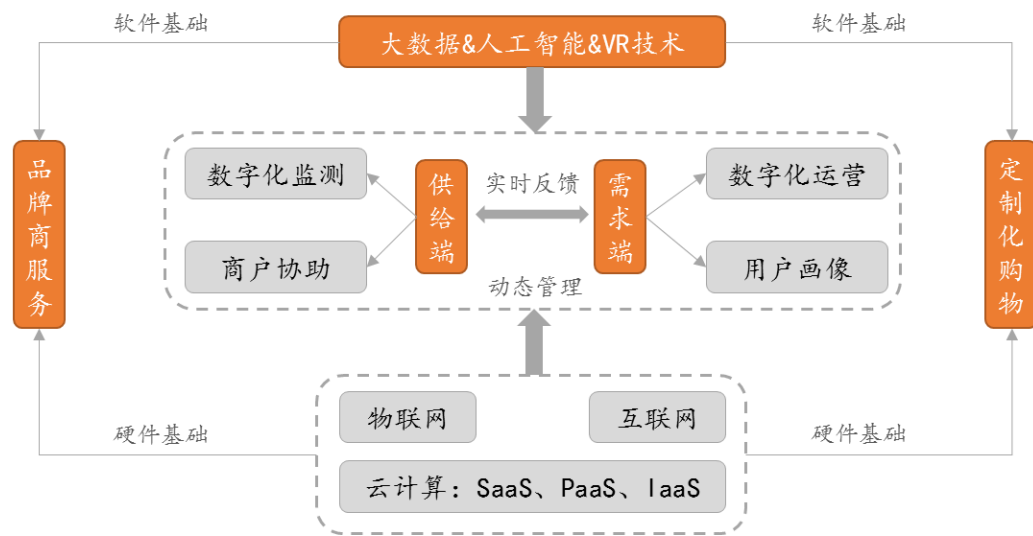 软件基础
大数据&人工智能&VR技术
软件基础
品牌商服务
数字化监测
商户协助
供给端
实时反馈
需求端
数字化运营
用户画像
动态管理
定制化购物
物联网
互联网
云计算：SaaS、PaaS、IaaS
硬件基础
硬件基础